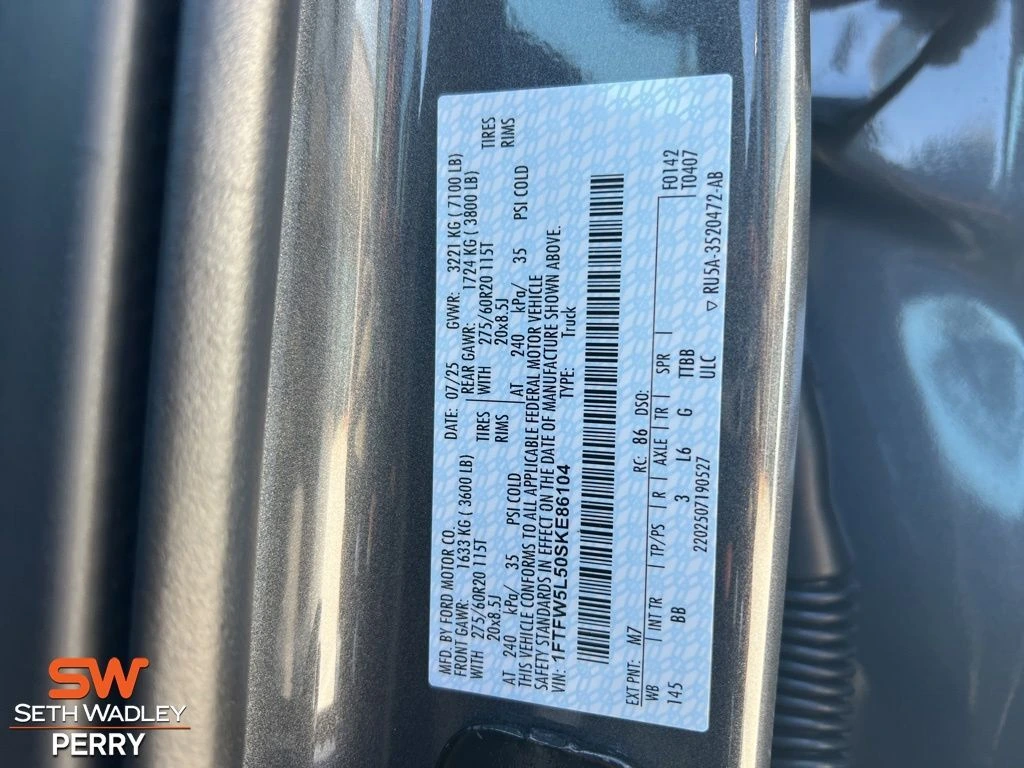 MFD. BY FORD MOTOR CO.
DATE: 07/25 GVWR: 3221 KG ( 7100 LB)
FRONT GAWR: 1633 KG ( 3600 LB) REAR GAWR: 1724 KG ( 3800 LB)
WITH 275/60R20 115T TIRES WITH 275/60R20 115T TIRES
20x8.5J RIMS 20x8.5J RIMS
AT 240 kPa/ 35 PSI COLD AT 240 kPa/ 35 PSI COLD
THIS VEHICLE CONFORMS TO ALL APPLICABLE FEDERAL MOTOR VEHICLE
SAFETY STANDARDS IN EFFECT ON THE DATE OF MANUFACTURE SHOWN ABOVE.
VIN: 1FTFW5L50SKE86104 TYPE: Truck
F0142
T0407
EXT PNT: M7 RC: 86 DSO:
WB INT TR TP/PS R AXLE TR SPR
145 BB 3 L6 G TTBB
ULC
2202507190527
▽ RU5A-3520472-AB
SW
SETH WADLEY
PERRY